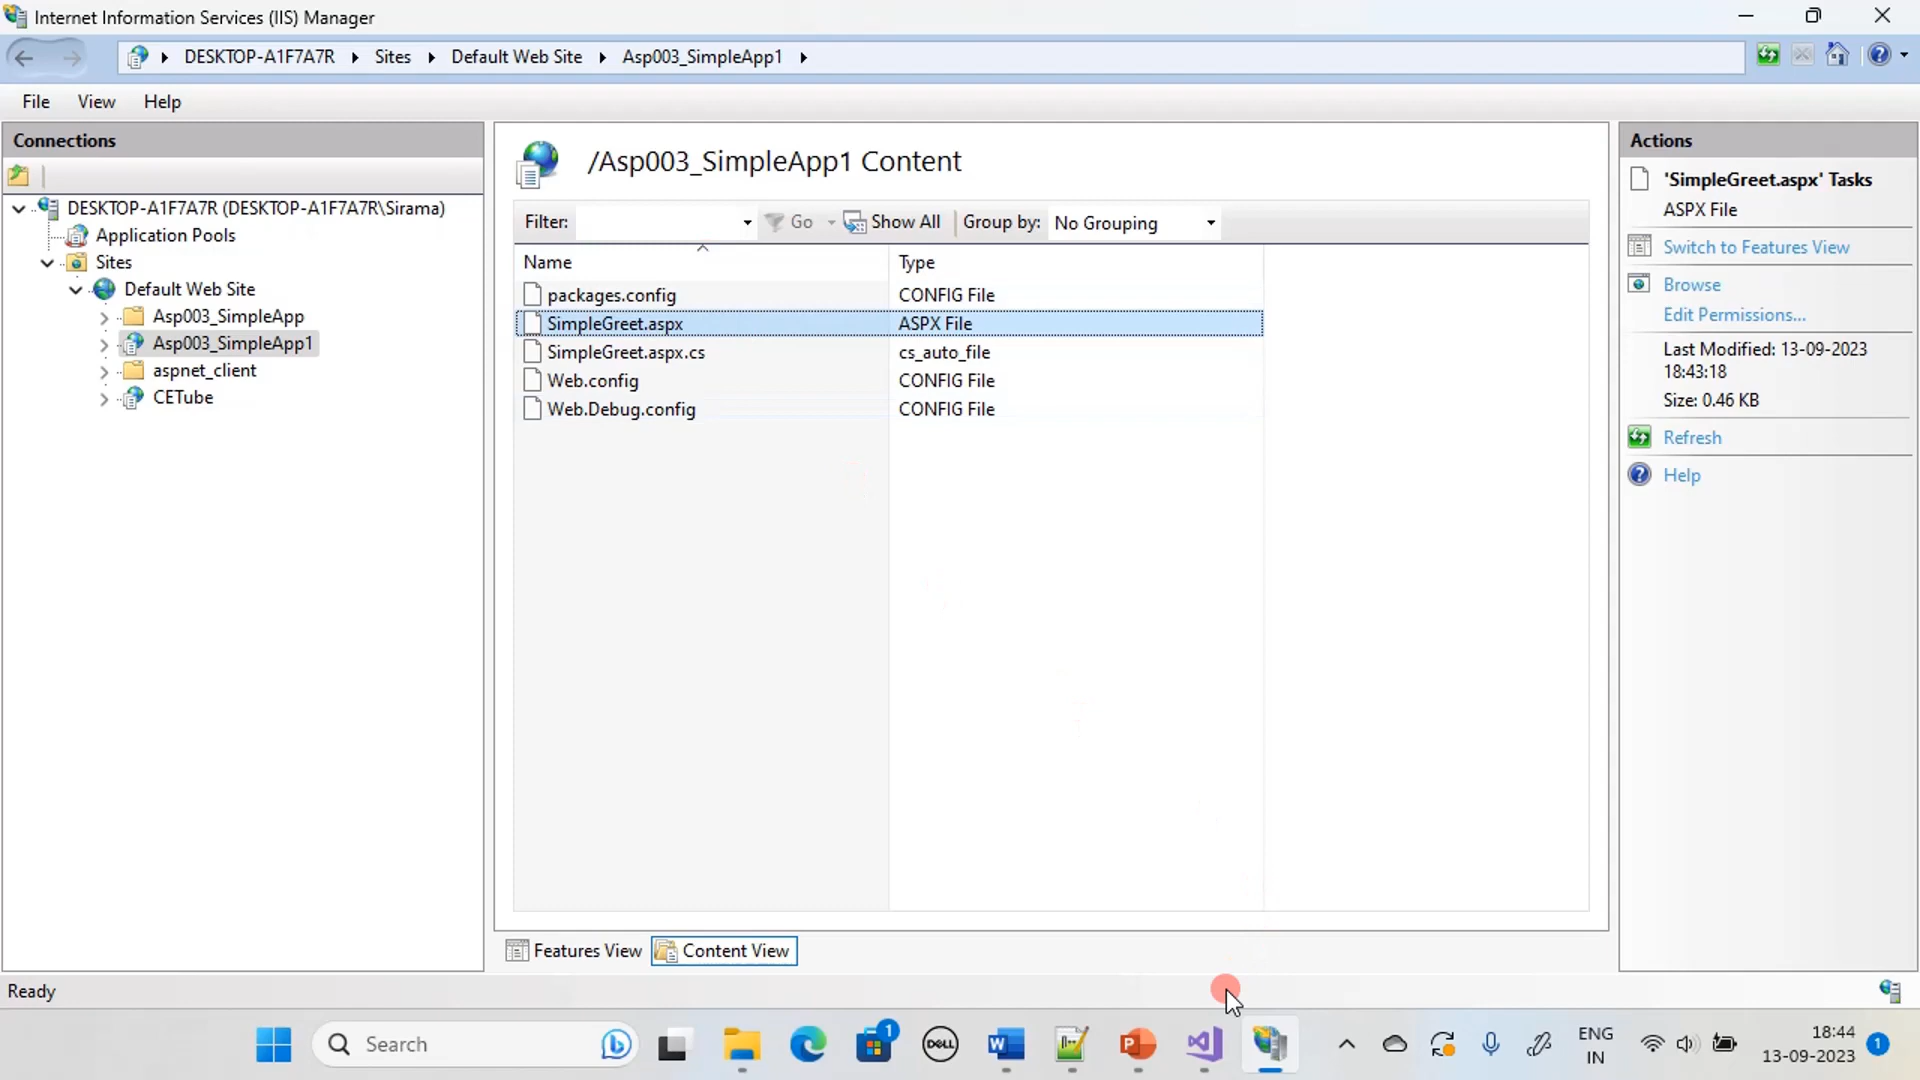 Internet Information Services (IIS) Manager
DESKTOP-A1F7A7R Sites Default Web Site Asp003_SimpleApp1
File View Help
Connections
DESKTOP-A1F7A7R (DESKTOP-A1F7A7R\Sirama)
Application Pools
Sites
Default Web Site
Asp003_SimpleApp
Asp003_SimpleApp1
aspnet_client
CETube
/Asp003_SimpleApp1 Content
Filter: Go Show All Group by: No Grouping
Name Type
packages.config CONFIG File
SimpleGreet.aspx ASPX File
SimpleGreet.aspx.cs cs_auto_file
Web.config CONFIG File
Web.Debug.config CONFIG File
Features View Content View
Actions
'SimpleGreet.aspx' Tasks
ASPX File
Switch to Features View
Browse
Edit Permissions...
Last Modified: 13-09-2023
18:43:18
Size: 0.46 KB
Refresh
Help
Ready
Search
1
DELL
ENG
IN
18:44
13-09-2023
1